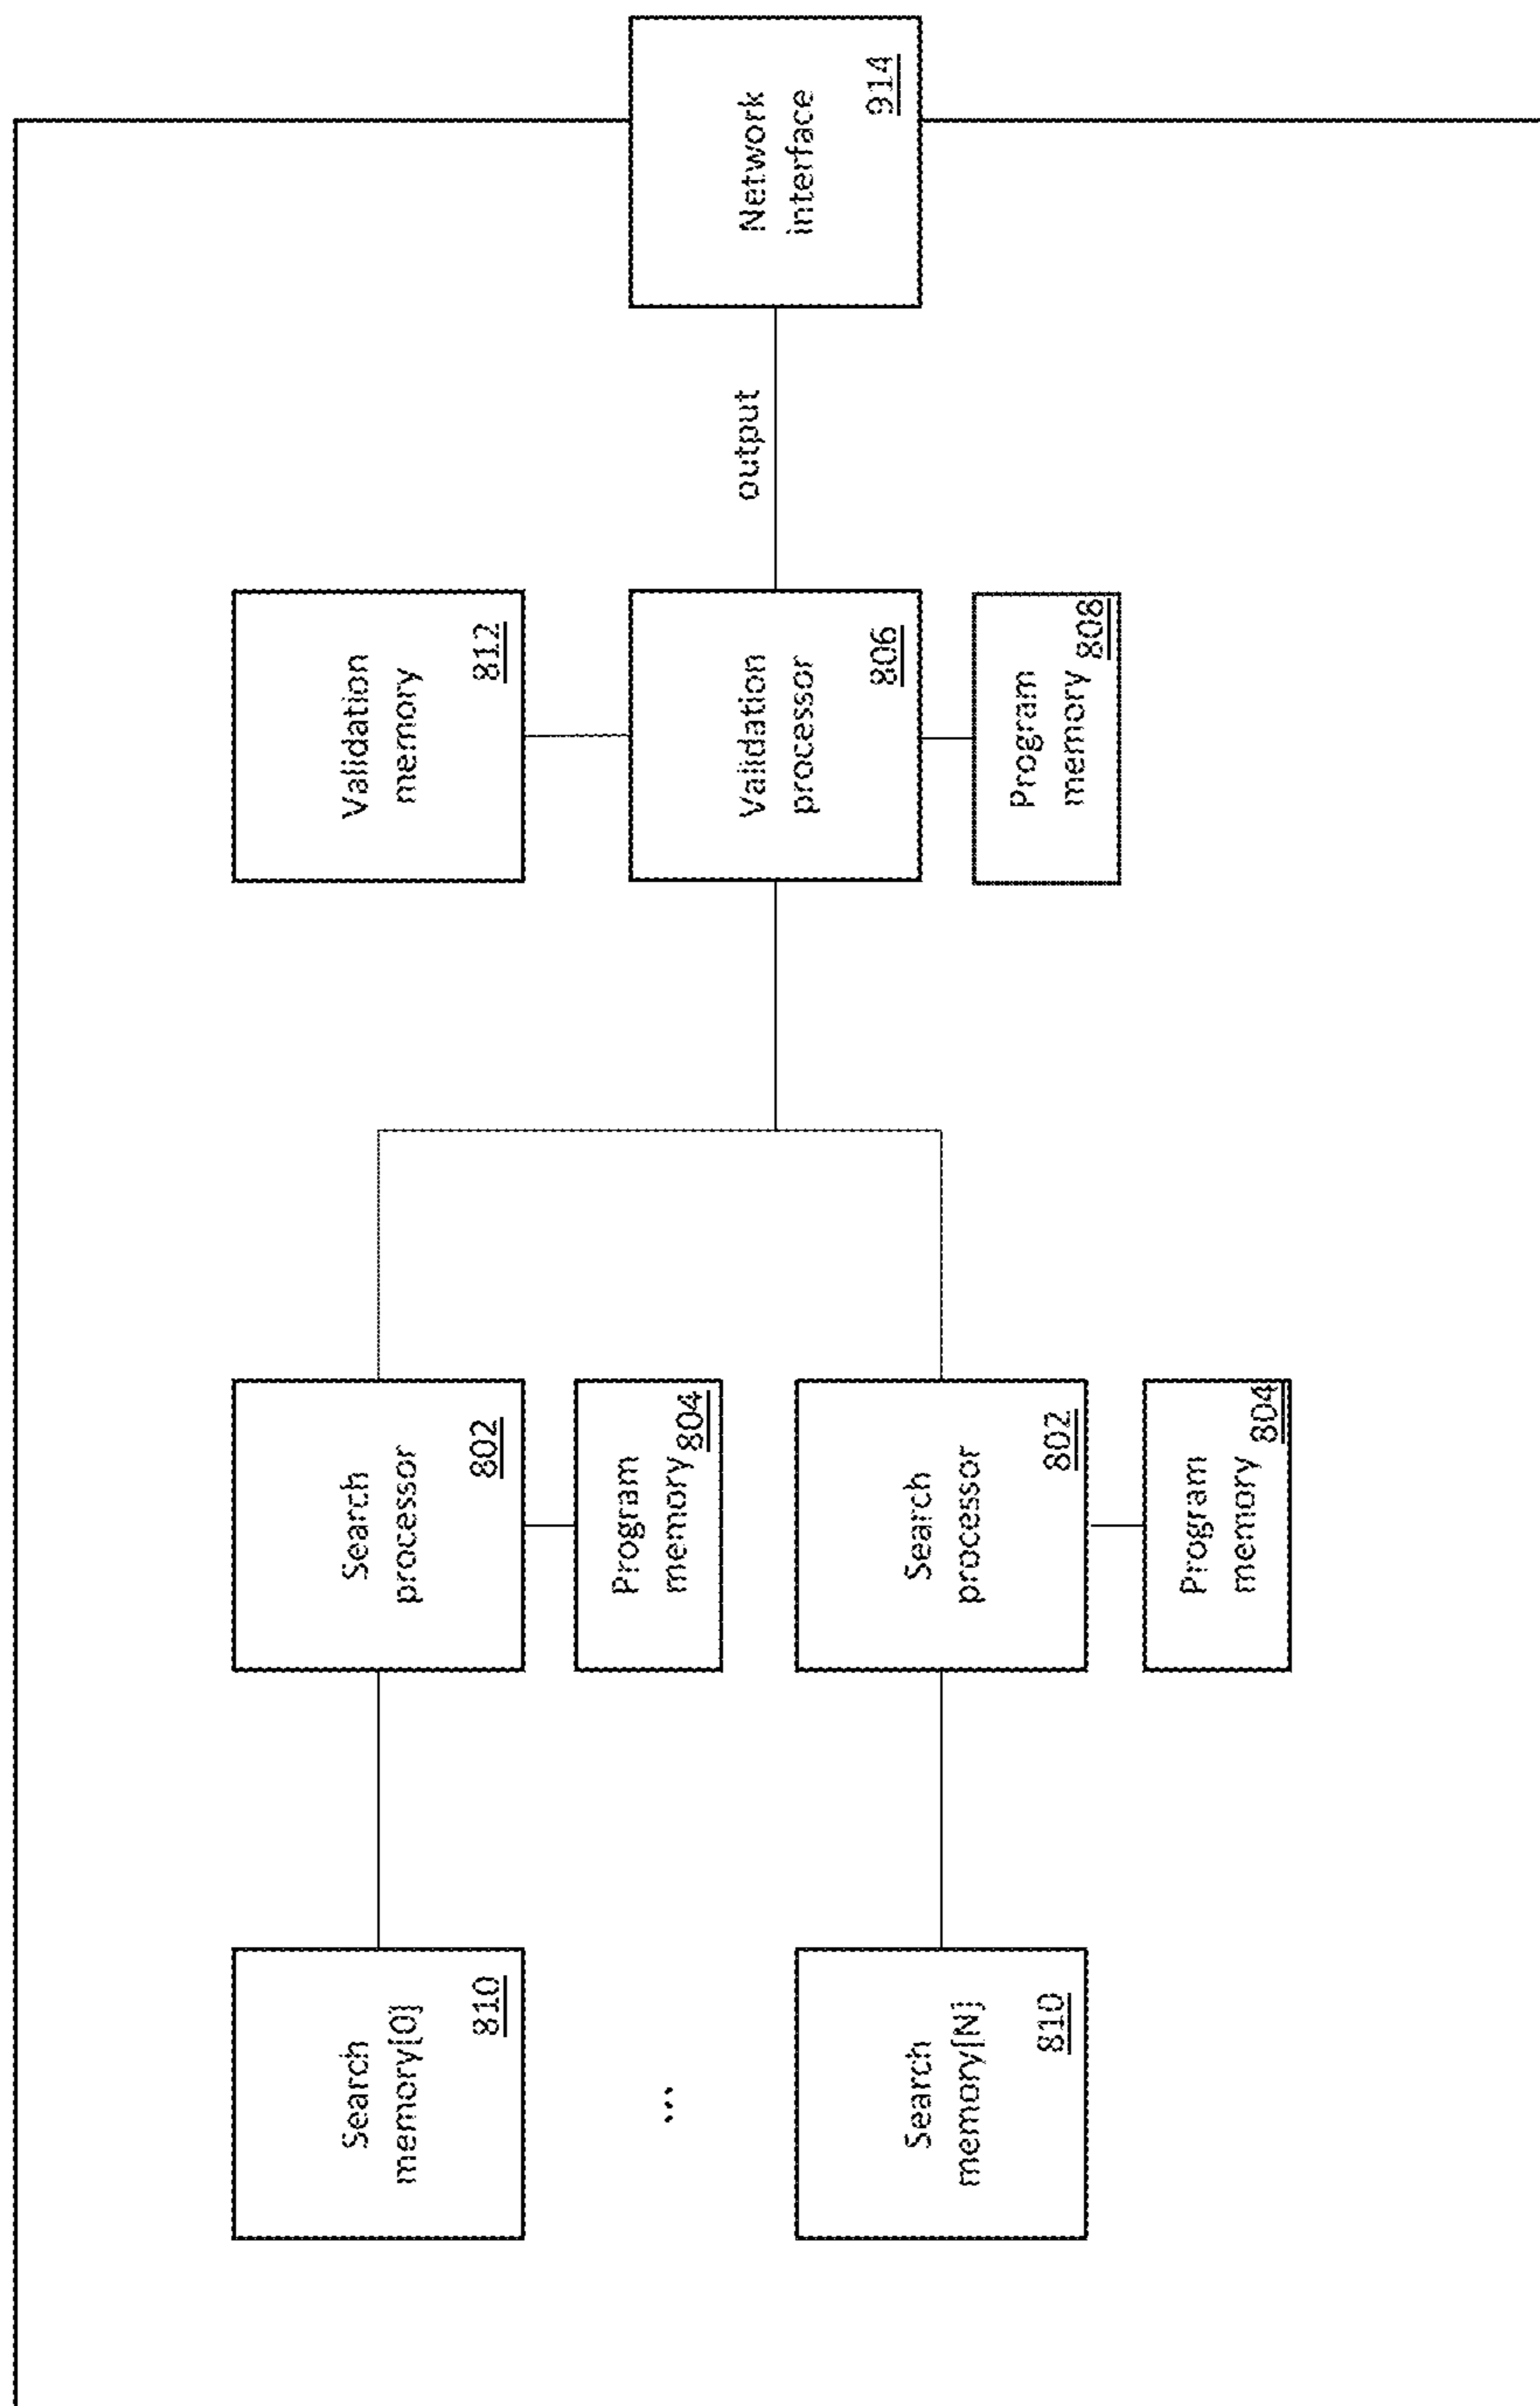 Search
memory[0]
810
Search
processor
802
Program
memory
804
Validation
memory
812
...
Search
memory[N]
810
Search
processor
802
Program
memory
804
Validation
processor
806
Program
memory
808
output
Network
interface
914